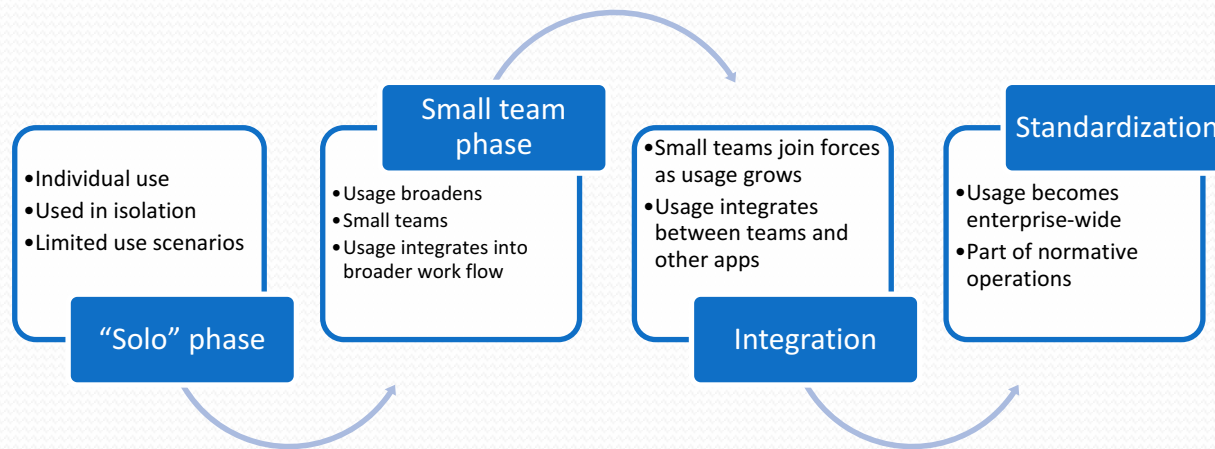 •Individual use
•Used in isolation
•Limited use scenarios
“Solo” phase
Small team
phase
•Usage broadens
•Small teams
•Usage integrates into
broader work flow
•Small teams join forces
as usage grows
•Usage integrates
between teams and
other apps
Integration
Standardization
•Usage becomes
enterprise-wide
•Part of normative
operations